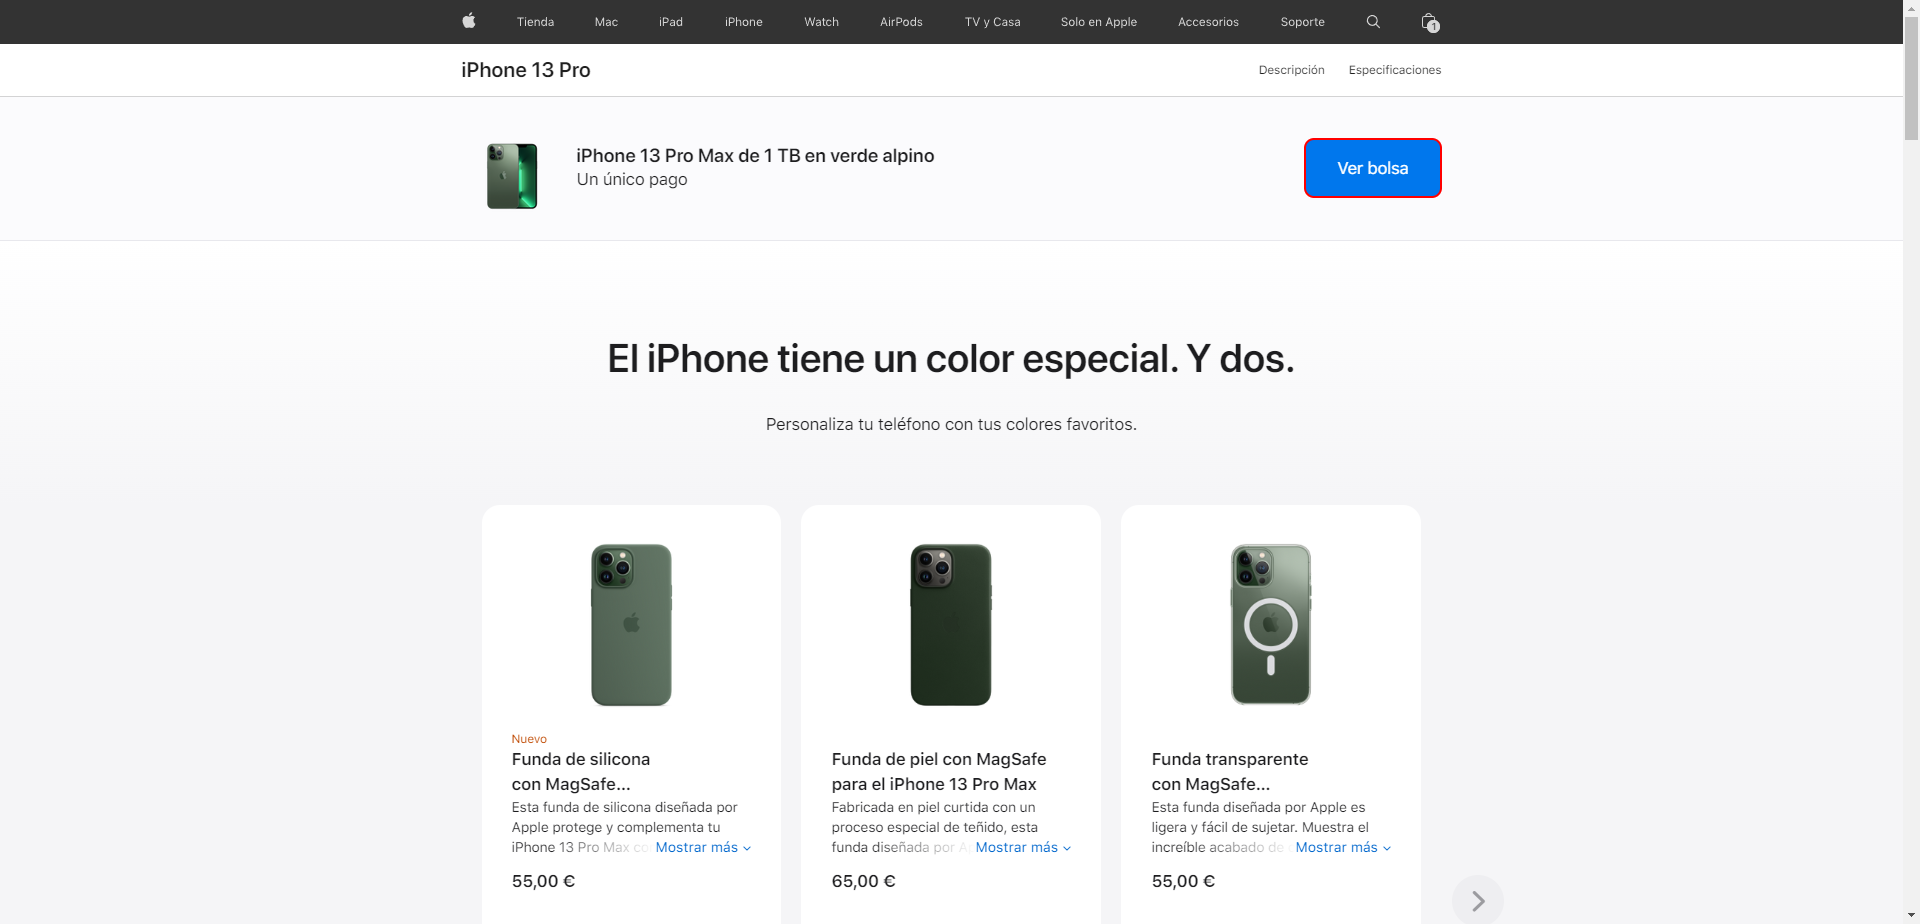 Tienda Mac iPad iPhone Watch AirPods TV y Casa Solo en Apple Accesorios Soporte 1
iPhone 13 Pro
Descripción Especificaciones
iPhone 13 Pro Max de 1 TB en verde alpino
Un único pago
Ver bolsa
El iPhone tiene un color especial. Y dos.
Personaliza tu teléfono con tus colores favoritos.
Nuevo
Funda de silicona
con MagSafe...
Esta funda de silicona diseñada por
Apple protege y complementa tu
iPhone 13 Pro Max co Mostrar más
55,00 €
Funda de piel con MagSafe
para el iPhone 13 Pro Max
Fabricada en piel curtida con un
proceso especial de teñido, esta
funda diseñada por A Mostrar más
65,00 €
Funda transparente
con MagSafe...
Esta funda diseñada por Apple es
ligera y fácil de sujetar. Muestra el
increíble acabado de Mostrar más
55,00 €